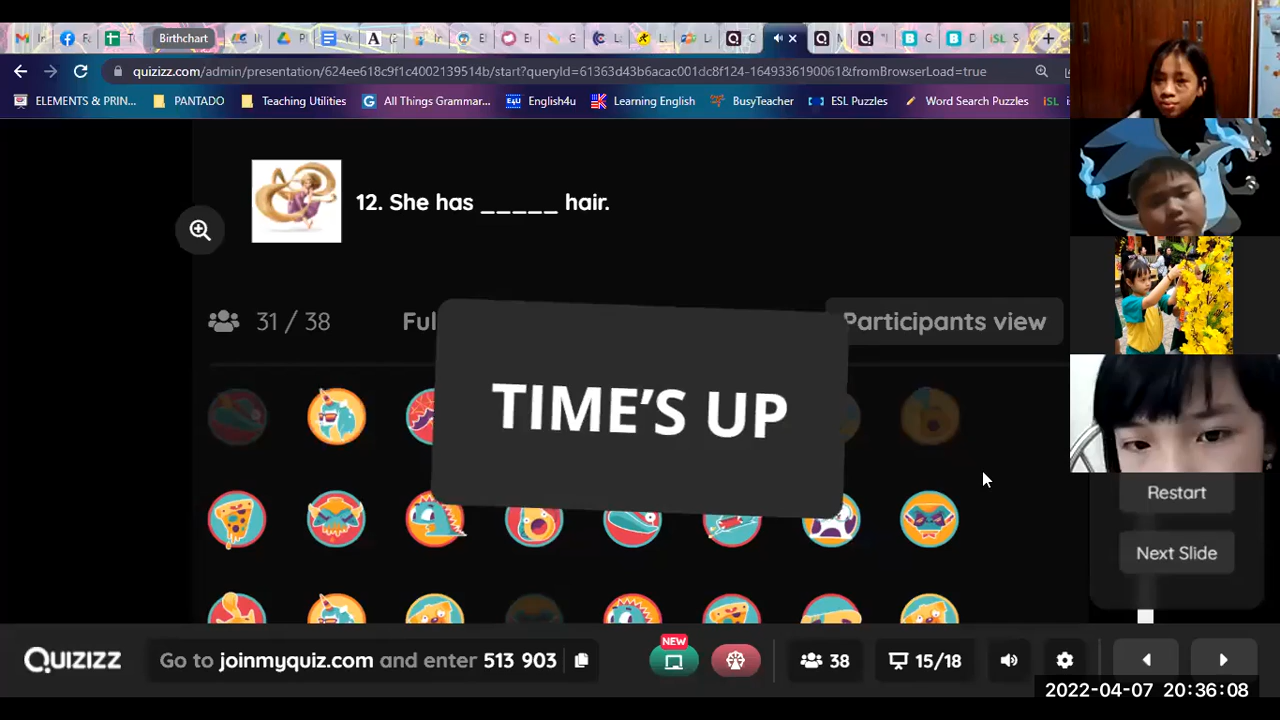 Birthchart
quizizz.com/admin/presentation/624ee618c9f1c4002139514b/start?queryId=61363d43b6acac001dc8f124-1649336190061&fromBrowserLoad=true
ELEMENTS & PRIN... PANTADO Teaching Utilities All Things Grammar... E4U English4u Learning English BusyTeacher ESL Puzzles Word Search Puzzles iSL
12. She has _____ hair.
31 / 38 Ful Participants view
TIME'S UP
Restart
Next Slide
NEW
Quizizz Go to joinmyquiz.com and enter 513 903 38 15/18
2022-04-07 20:36:08